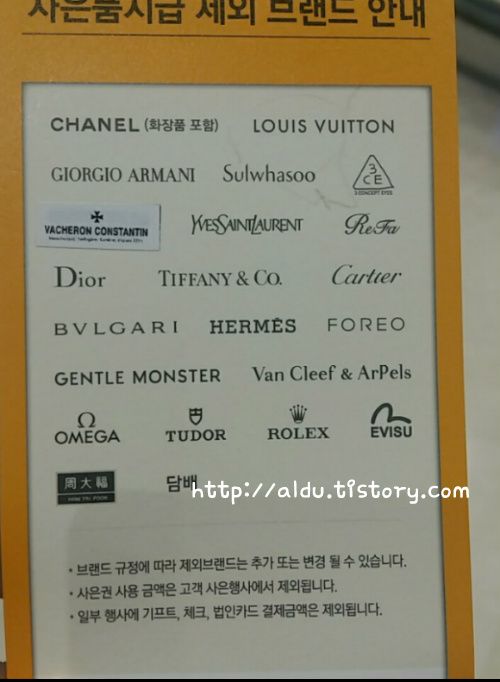 사은품지급 제외 브랜드 안내
CHANEL (화장품 포함) LOUIS VUITTON
GIORGIO ARMANI Sulwhasoo 3CE
3 CONCEPT EYES
VACHERON CONSTANTIN YVESSAINTLAURENT ReFa
Dior TIFFANY & CO. Cartier
BVLGARI HERMÈS FOREO
GENTLE MONSTER Van Cleef & Arpels
Ω OMEGA TUDOR ROLEX EVISU
周大福 담배
http://aldu.tistory.com
• 브랜드 규정에 따라 제외브랜드는 추가 또는 변경 될 수 있습니다.
• 사은권 사용 금액은 고객 사은행사에서 제외됩니다.
• 일부 행사에 기프트, 체크, 법인카드 결제금액은 제외됩니다.